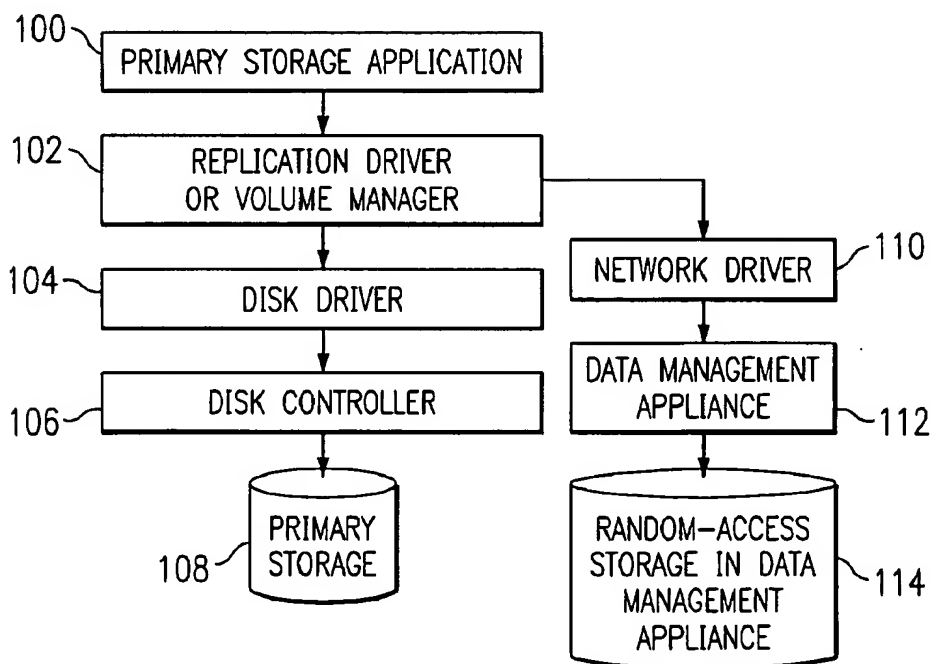 100
PRIMARY STORAGE APPLICATION
102
REPLICATION DRIVER
OR VOLUME MANAGER
104
DISK DRIVER
110
NETWORK DRIVER
106
DISK CONTROLLER
DATA MANAGEMENT
APPLIANCE
112
108
PRIMARY
STORAGE
RANDOM-ACCESS
STORAGE IN DATA
MANAGEMENT
APPLIANCE
114